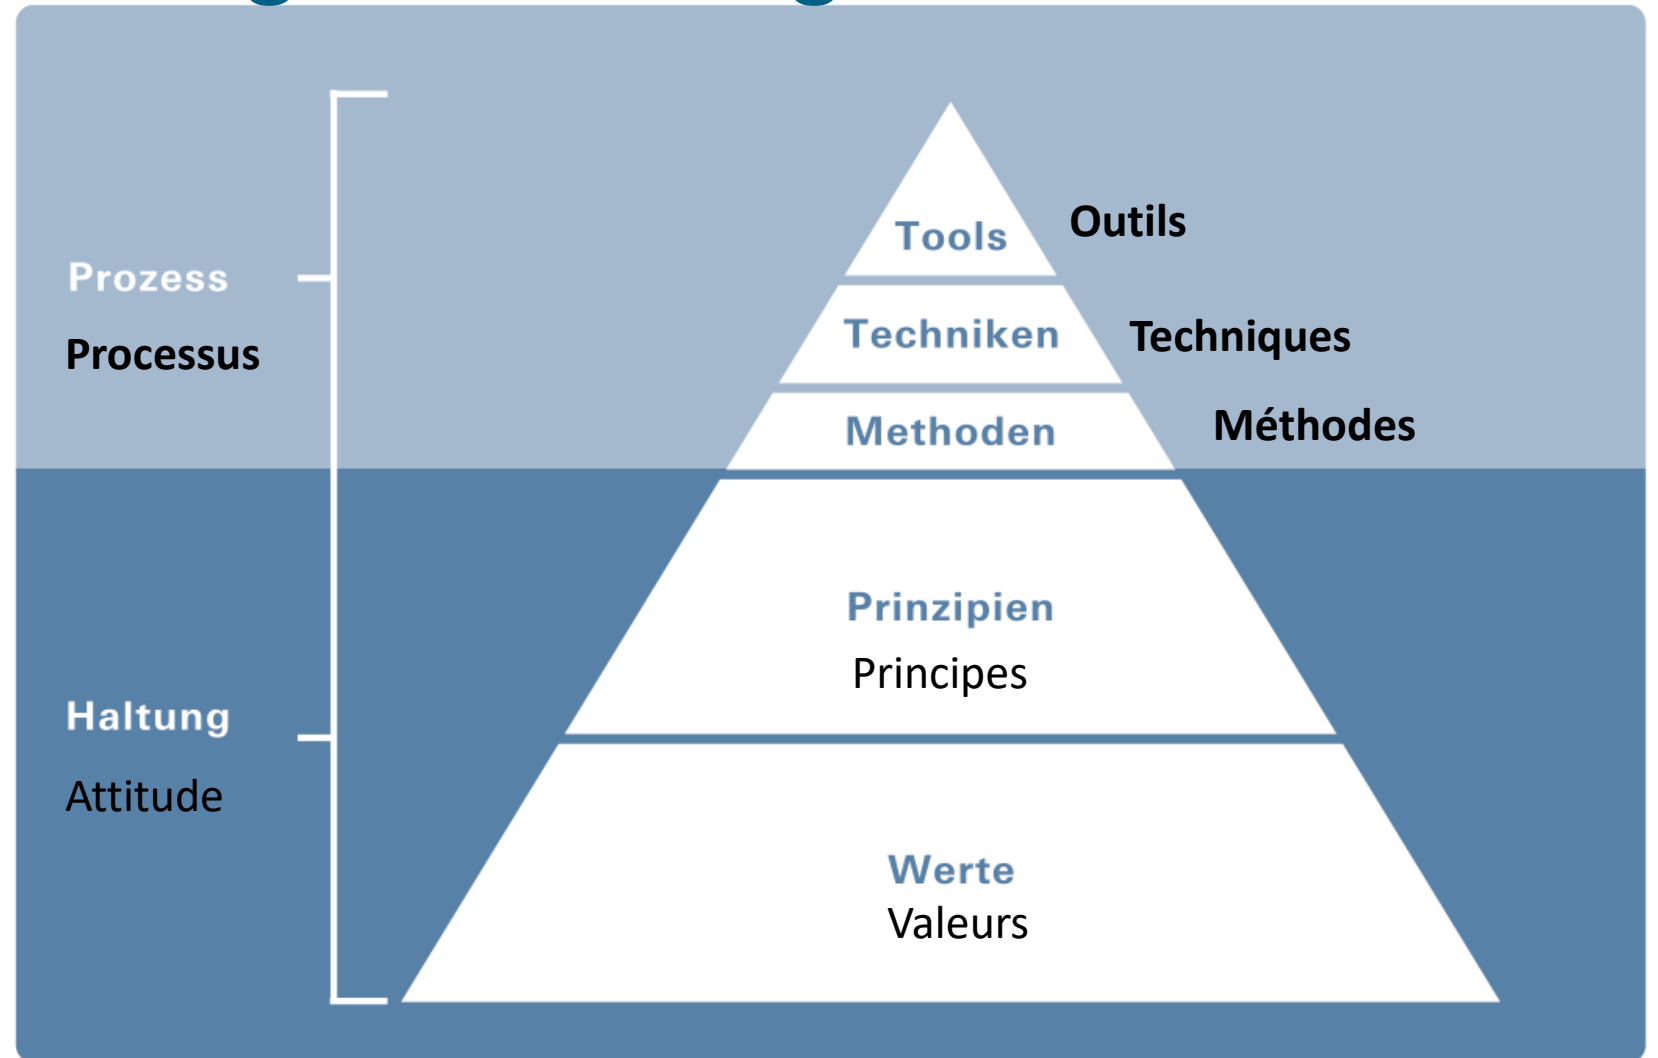 Tools
Outils
Prozess
Processus
Techniken
Techniques
Methoden
Méthodes
Prinzipien
Principes
Haltung
Attitude
Werte
Valeurs